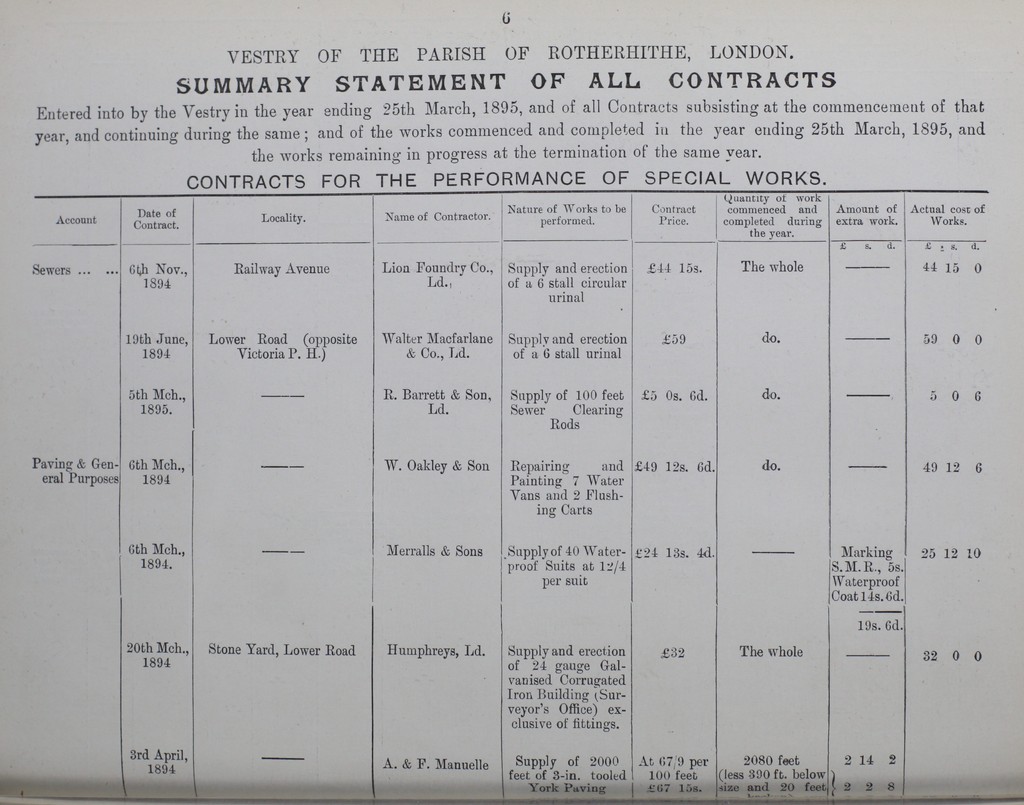 6
VESTRY OF THE PARISH OF ROTHERHITHE, LONDON.
SUMMARY STATEMENT OF ALL CONTRACTS
Entered into by the Vestry in the year ending 25th March, 1895, and of all Contracts subsisting at the commencement of that
year, and continuing during the same; and of the works commenced and completed in the year ending 25th March, 1895, and
the works remaining in progress at the termination of the same year.
CONTRACTS FOR THE PERFORMANCE OF SPECIAL WORKS.
Account
Date of
Contract.
Locality.
Name of Contractor.
Nature of Works to be
performed.
Contract
Price.
Quantity of work
commenced and
completed during
the year.
Amount of
extra work.
Actual cost of
Works.
£ s. d.
£ s. d.
Sewers ... ...
6th Nov.,
1894
Railway Avenue
Lion Foundry Co.,
Ld.,
Supply and erection
of a 6 stall circular
urinal
£44 15s.
The whole
——
44 15 0
19th June,
1894
Lower Road (opposite
Victoria P. H.)
Walter Macfarlane
& Co., Ld.
Supply and erection
of a 6 stall urinal
£59
do.
——
59 0 0
5th Mch.,
1895.
——
R. Barrett & Son,
Ld.
Supply of 100 feet
Sewer Clearing
Rods
£5 0s. 6d.
do.
——
5 0 6
Paving & Gen-
eral Purposes
6th Mch.,
1894
——
W. Oakley & Son
Repairing and
Painting 7 Water
Vans and 2 Flush-
ing Carts
£49 12s. 6d.
do.
——
49 12 6
6th Mch.,
1894.
——
Merralls & Sons
Supply of 40 Water-
proof Suits at 12/4
per suit
£24 13s. 4d.
——
Marking
S.M.R., 5s.
Waterproof
Coat 14s. 6d.
19s. 6d.
25 12 10
20th Mch.,
1894
Stone Yard, Lower Road
Humphreys, Ld.
Supply and erection
of 24 gauge Gal-
vanised Corrugated
Iron Building (Sur-
veyor's Office) ex-
clusive of fittings.
£32
The whole
——
32 0 0
3rd April,
1894
——
A. & F. Manuelle
Supply of 2000
feet of 3-in. tooled
York Paving
At 67/9 per
100 feet
£67 15s.
2080 feet
(less 390 ft. below
size and 20 feet
2 14 2
2 2 8